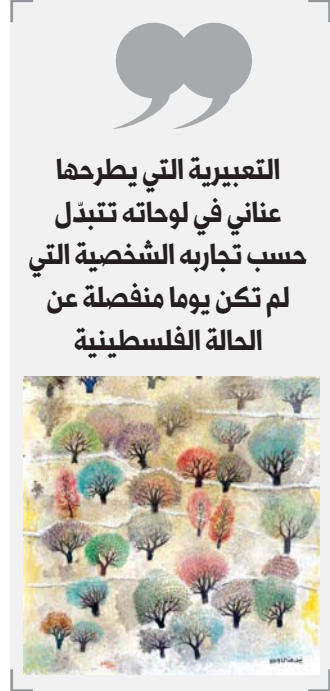 التعبيرية التي يطرحها
عناني في لوحاته تتبدّل
حسب تجاربه الشخصية التي
لم تكن يوما منفصلة عن
الحالة الفلسطينية